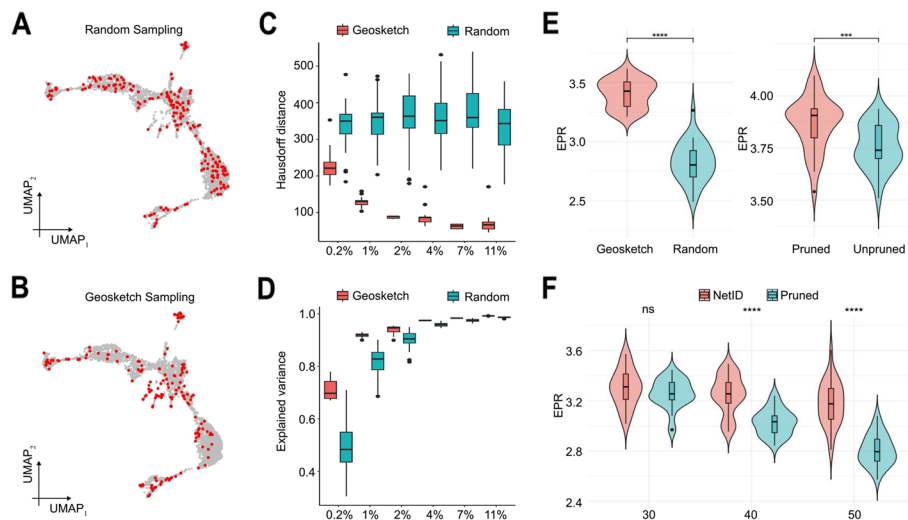 A
Random Sampling
UMAP2
UMAP1
B
Geosketch Sampling
UMAP2
UMAP1
C
Geosketch
Random
Hausdorff distance
500
400
300
200
100
0.2% 1% 2% 4% 7% 11%
D
Geosketch
Random
Explained variance
1.0
0.8
0.6
0.4
0.2% 1% 2% 4% 7% 11%
E
****
EPR
3.5
3.0
2.5
Geosketch Random
***
EPR
4.00
3.75
3.50
Pruned Unpruned
F
NetID
Pruned
ns **** ****
EPR
3.6
3.2
2.8
2.4
30 40 50